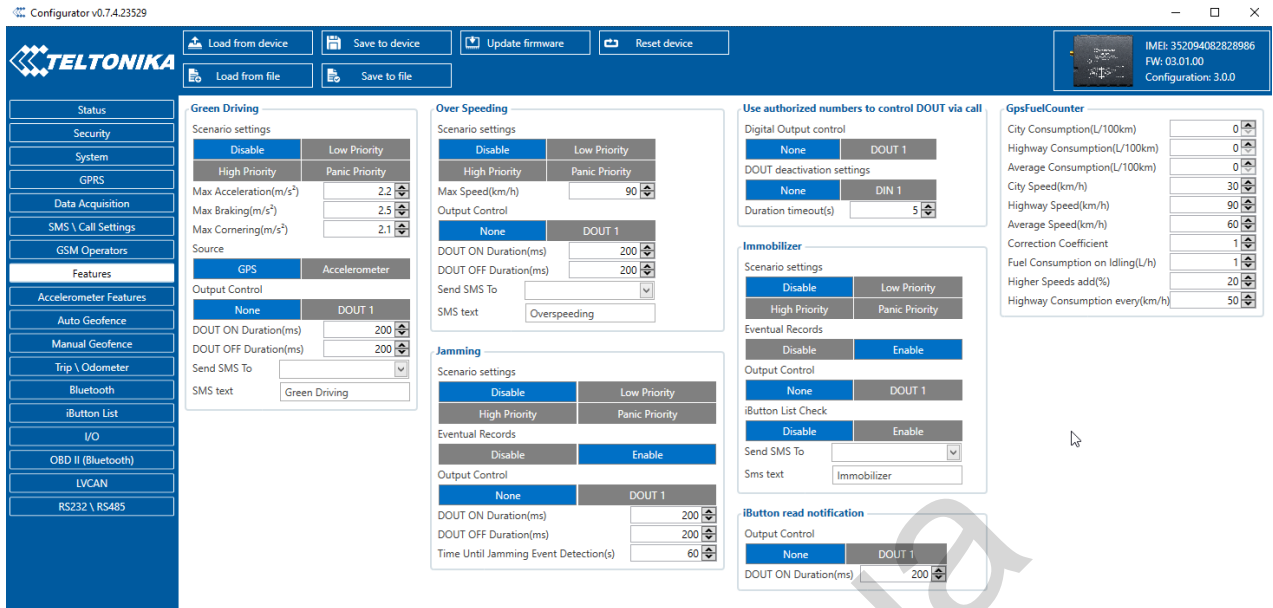 Configurator v0.7.4.23529
TELTONIKA
Load from device
Save to device
Update firmware
Reset device
Load from file
Save to file
IMEI: 352094082828986
FW: 03.01.00
Configuration: 3.0.0
Status
Security
System
GPRS
Data Acquisition
SMS \ Call Settings
GSM Operators
Features
Accelerometer Features
Auto Geofence
Manual Geofence
Trip \ Odometer
Bluetooth
iButton List
I/O
OBD II (Bluetooth)
LVCAN
RS232 \ RS485
Green Driving
Scenario settings
Disable Low Priority
High Priority Panic Priority
Max Acceleration(m/s²) 2.2
Max Braking(m/s²) 2.5
Max Cornering(m/s²) 2.1
Source
GPS Accelerometer
Output Control
None DOUT 1
DOUT ON Duration(ms) 200
DOUT OFF Duration(ms) 200
Send SMS To
SMS text Green Driving
Over Speeding
Scenario settings
Disable Low Priority
High Priority Panic Priority
Max Speed(km/h) 90
Output Control
None DOUT 1
DOUT ON Duration(ms) 200
DOUT OFF Duration(ms) 200
Send SMS To
SMS text Overspeeding
Jamming
Scenario settings
Disable Low Priority
High Priority Panic Priority
Eventual Records
Disable Enable
Output Control
None DOUT 1
DOUT ON Duration(ms) 200
DOUT OFF Duration(ms) 200
Time Until Jamming Event Detection(s) 60
Use authorized numbers to control DOUT via call
Digital Output control
None DOUT 1
DOUT deactivation settings
None DIN 1
Duration timeout(s) 5
Immobilizer
Scenario settings
Disable Low Priority
High Priority Panic Priority
Eventual Records
Disable Enable
Output Control
None DOUT 1
iButton List Check
Disable Enable
Send SMS To
Sms text Immobilizer
iButton read notification
Output Control
None DOUT 1
DOUT ON Duration(ms) 200
GpsFuelCounter
City Consumption(L/100km) 0
Highway Consumption(L/100km) 0
Average Consumption(L/100km) 0
City Speed(km/h) 30
Highway Speed(km/h) 90
Average Speed(km/h) 60
Correction Coefficient 1
Fuel Consumption on Idling(L/h) 1
Higher Speeds add(%) 20
Highway Consumption every(km/h) 50